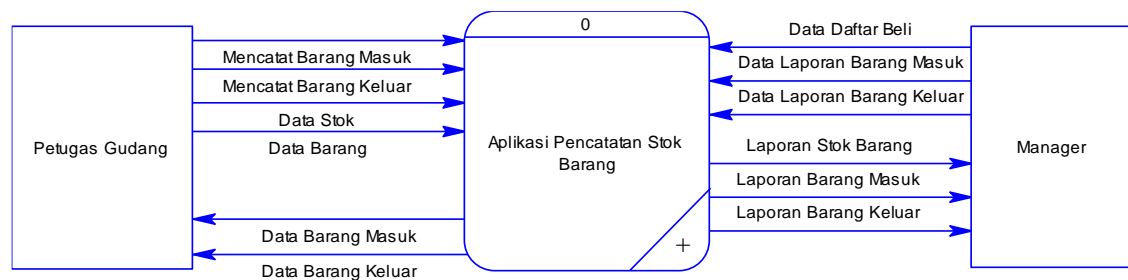 Petugas Gudang
Mencatat Barang Masuk
Mencatat Barang Keluar
Data Stok
Data Barang
Data Barang Masuk
Data Barang Keluar
0
Aplikasi Pencatatan Stok
Barang
+
Data Daftar Beli
Data Laporan Barang Masuk
Data Laporan Barang Keluar
Laporan Stok Barang
Laporan Barang Masuk
Laporan Barang Keluar
Manager